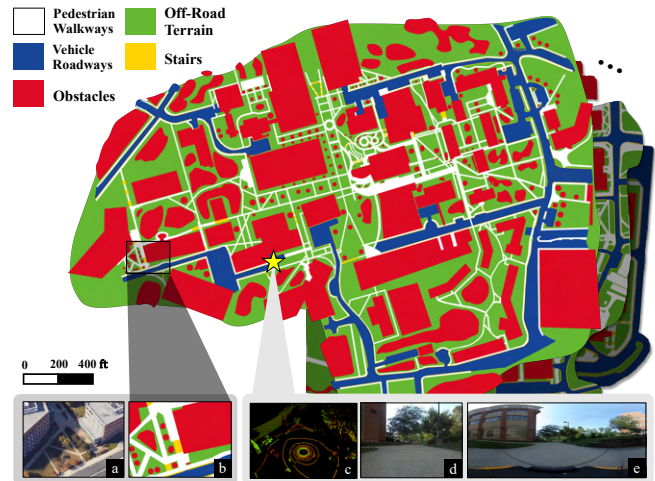 Pedestrian
Walkways
Off-Road
Terrain
Vehicle
Roadways
Stairs
Obstacles
0 200 400 ft
a
b
c
d
e